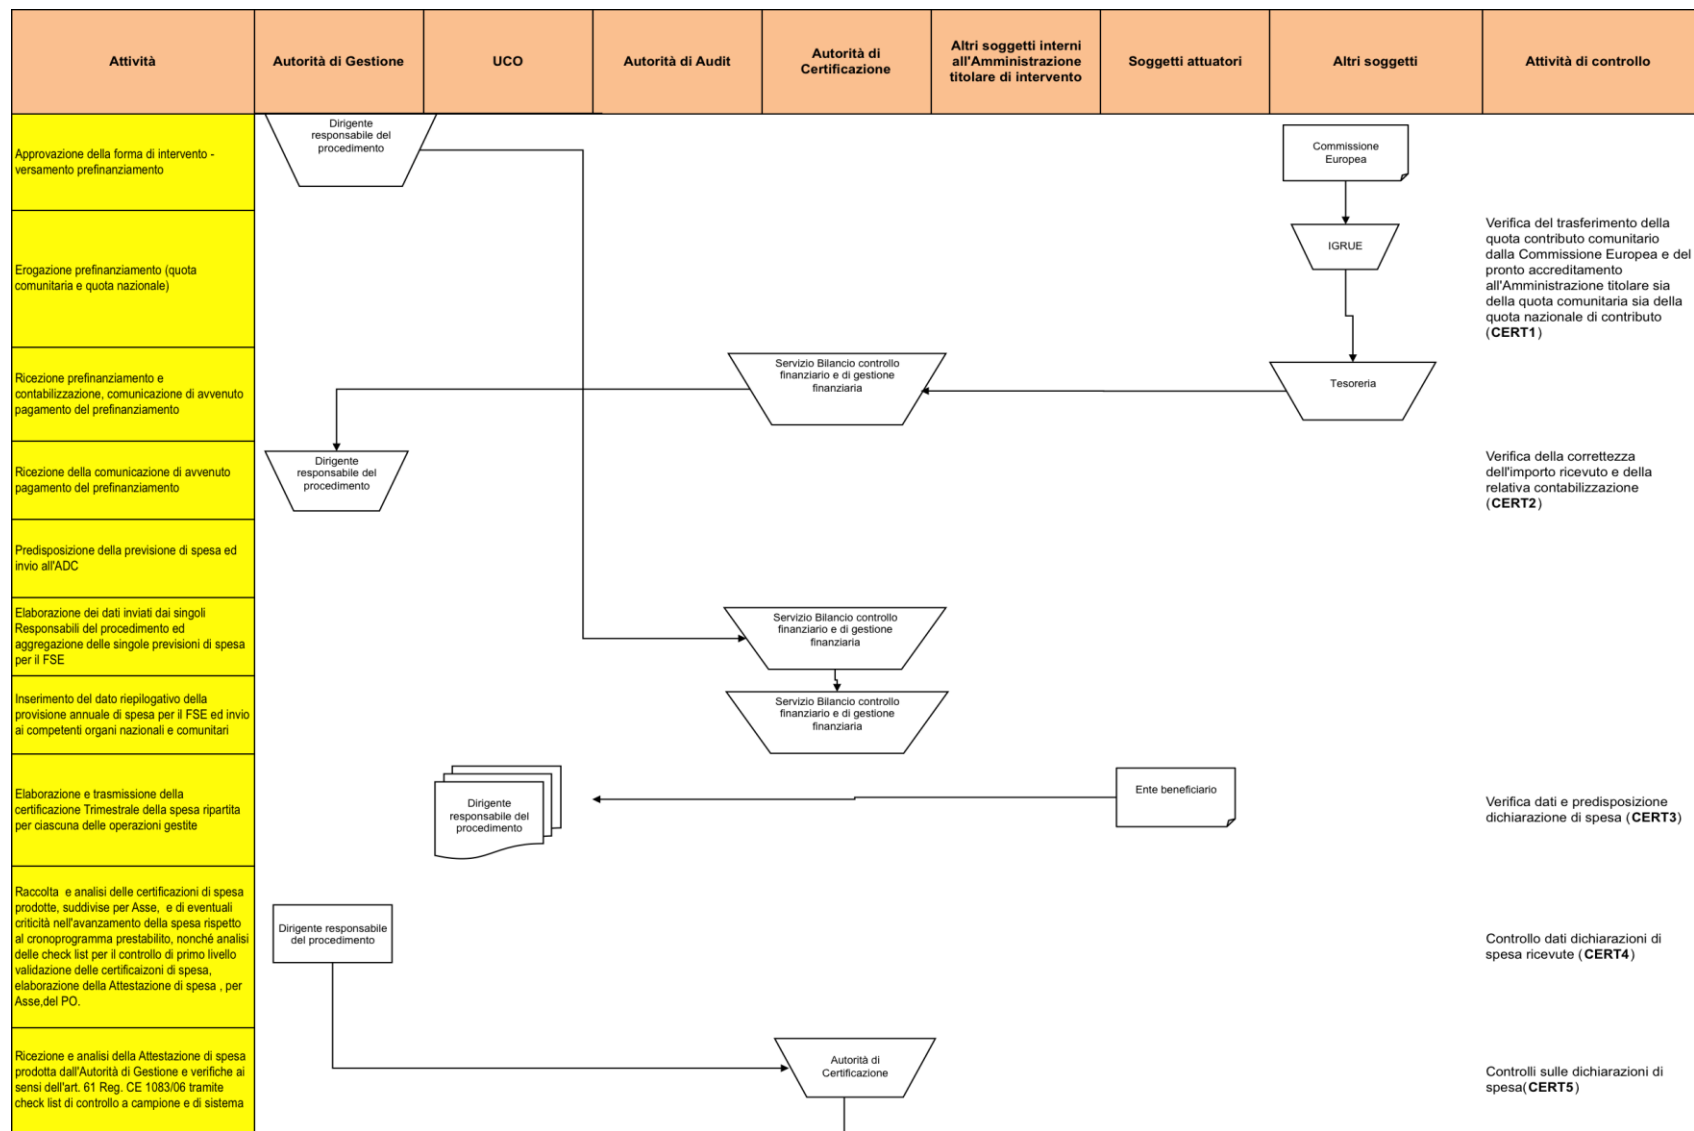 Attività
Autorità di Gestione
UCO
Autorità di Audit
Autorità di
Certificazione
Altri soggetti interni
all'Amministrazione
titolare di intervento
Soggetti attuatori
Altri soggetti
Attività di controllo
Approvazione della forma di intervento -
versamento prefinanziamento
Dirigente
responsabile del
procedimento
Commissione
Europea
Erogazione prefinanziamento (quota
comunitaria e quota nazionale)
IGRUE
Verifica del trasferimento della
quota contributo comunitario
dalla Commissione Europea e del
pronto accreditamento
all'Amministrazione titolare sia
della quota comunitaria sia della
quota nazionale di contributo
(CERT1)
Ricezione prefinanziamento e
contabilizzazione, comunicazione di avvenuto
pagamento del prefinanziamento
Servizio Bilancio controllo
finanziario e di gestione
finanziaria
Tesoreria
Ricezione della comunicazione di avvenuto
pagamento del prefinanziamento
Dirigente
responsabile del
procedimento
Verifica della correttezza
dell'importo ricevuto e della
relativa contabilizzazione
(CERT2)
Predisposizione della previsione di spesa ed
invio all'ADC
Elaborazione dei dati inviati dai singoli
Responsabili del procedimento ed
aggregazione delle singole previsioni di spesa
per il FSE
Servizio Bilancio controllo
finanziario e di gestione
finanziaria
Inserimento del dato riepilogativo della
provisione annuale di spesa per il FSE ed invio
ai competenti organi nazionali e comunitari
Servizio Bilancio controllo
finanziario e di gestione
finanziaria
Elaborazione e trasmissione della
certificazione Trimestrale della spesa ripartita
per ciascuna delle operazioni gestite
Dirigente
responsabile del
procedimento
Ente beneficiario
Verifica dati e predisposizione
dichiarazione di spesa (CERT3)
Raccolta e analisi delle certificazioni di spesa
prodotte, suddivise per Asse, e di eventuali
criticità nell'avanzamento della spesa rispetto
al cronoprogramma prestabilito, nonché analisi
delle check list per il controllo di primo livello
validazione delle certificaizoni di spesa,
elaborazione della Attestazione di spesa , per
Asse,del PO.
Dirigente responsabile
del procedimento
Controllo dati dichiarazioni di
spesa ricevute (CERT4)
Ricezione e analisi della Attestazione di spesa
prodotta dall'Autorità di Gestione e verifiche ai
sensi dell'art. 61 Reg. CE 1083/06 tramite
check list di controllo a campione e di sistema
Autorità di
Certificazione
Controlli sulle dichiarazioni di
spesa(CERT5)